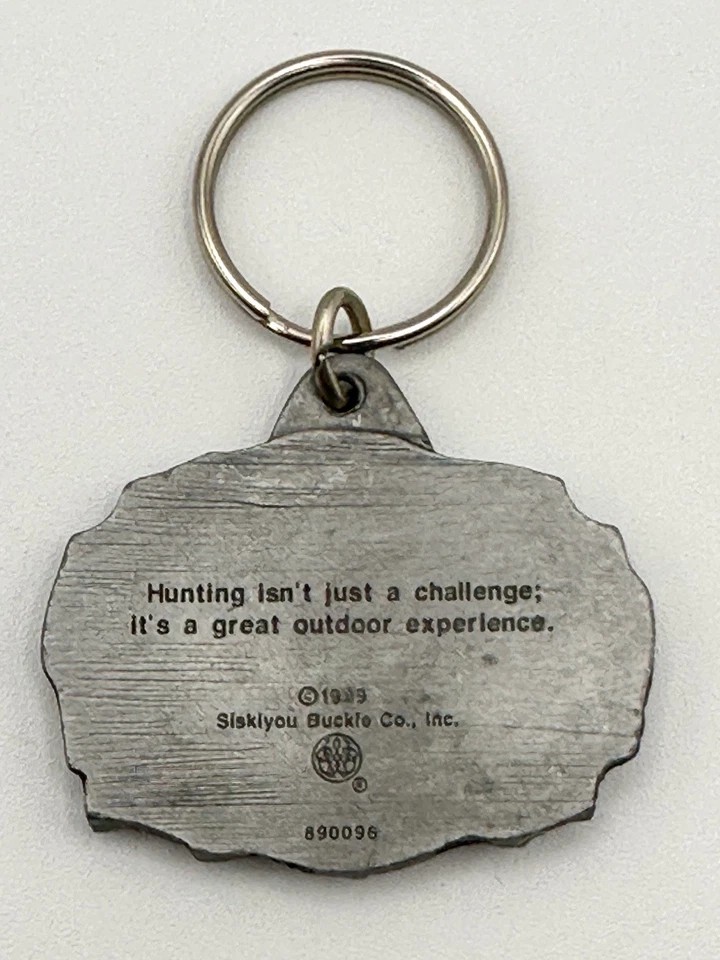 Hunting isn't just a challenge;
it's a great outdoor experience.
©
Siskiyou Buckle Co., Inc.
®
890096